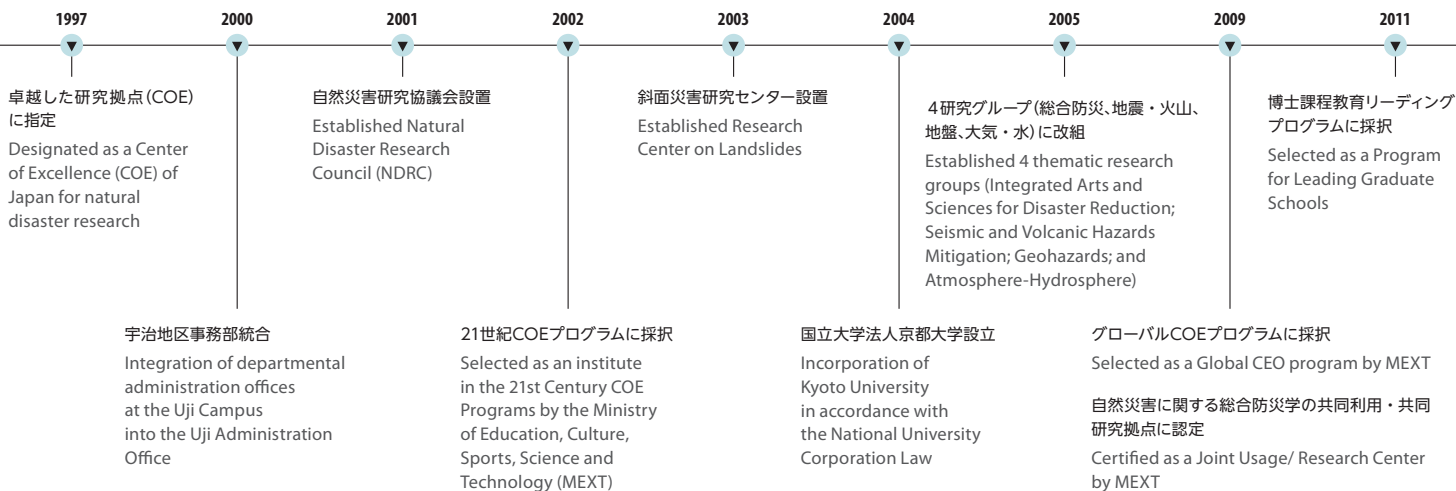 1997
2000
2001
2002
2003
2004
2005
2009
2011
卓越した研究拠点(COE)
に指定
Designated as a Center
of Excellence (COE) of
Japan for natural
disaster research
自然災害研究協議会設置
Established Natural
Disaster Research
Council (NDRC)
斜面災害研究センター設置
Established Research
Center on Landslides
4研究グループ(総合防災、地震・火山、
地盤、大気・水)に改組
Established 4 thematic research
groups (Integrated Arts and
Sciences for Disaster Reduction;
Seismic and Volcanic Hazards
Mitigation; Geohazards; and
Atmosphere-Hydrosphere)
博士課程教育リーディング
プログラムに採択
Selected as a Program
for Leading Graduate
Schools
宇治地区事務部統合
Integration of departmental
administration offices
at the Uji Campus
into the Uji Administration
Office
21世紀COEプログラムに採択
Selected as an institute
in the 21st Century COE
Programs by the Ministry
of Education, Culture,
Sports, Science and
Technology (MEXT)
国立大学法人京都大学設立
Incorporation of
Kyoto University
in accordance with
the National University
Corporation Law
グローバルCOEプログラムに採択
Selected as a Global CEO program by MEXT
自然災害に関する総合防災学の共同利用・共同
研究拠点に認定
Certified as a Joint Usage/ Research Center
by MEXT